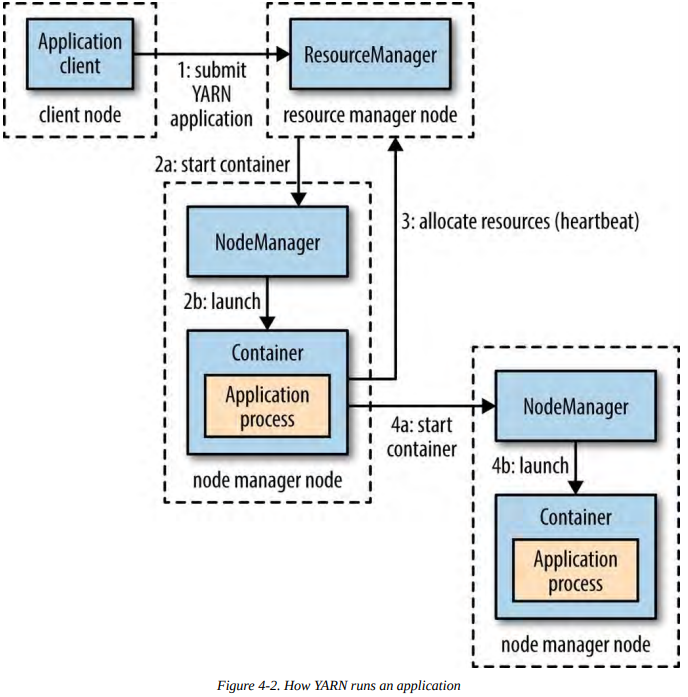 Application
client
client node
1: submit
YARN
application
ResourceManager
resource manager node
2a: start container
NodeManager
2b: launch
Container
Application
process
node manager node
3: allocate resources (heartbeat)
4a: start
container
NodeManager
4b: launch
Container
Application
process
node manager node
Figure 4-2. How YARN runs an application